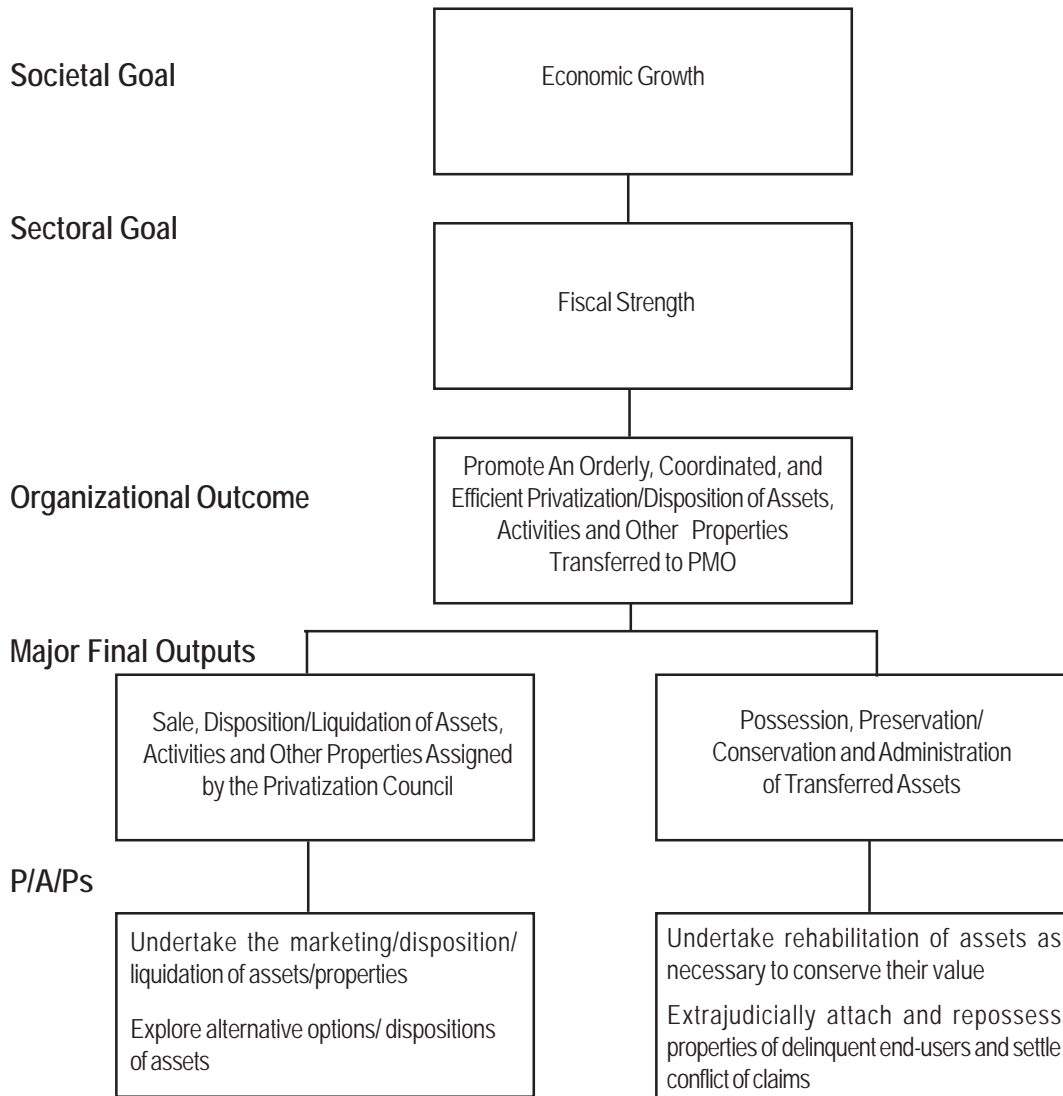 Societal Goal
Economic Growth
Sectoral Goal
Fiscal Strength
Organizational Outcome
Promote An Orderly, Coordinated, and
Efficient Privatization/Disposition of Assets,
Activities and Other Properties
Transferred to PMO
Major Final Outputs
Sale, Disposition/Liquidation of Assets,
Activities and Other Properties Assigned
by the Privatization Council
Possession, Preservation/
Conservation and Administration
of Transferred Assets
P/A/Ps
Undertake the marketing/disposition/
liquidation of assets/properties
Explore alternative options/ dispositions
of assets
Undertake rehabilitation of assets as
necessary to conserve their value
Extrajudicially attach and repossess
properties of delinquent end-users and settle
conflict of claims